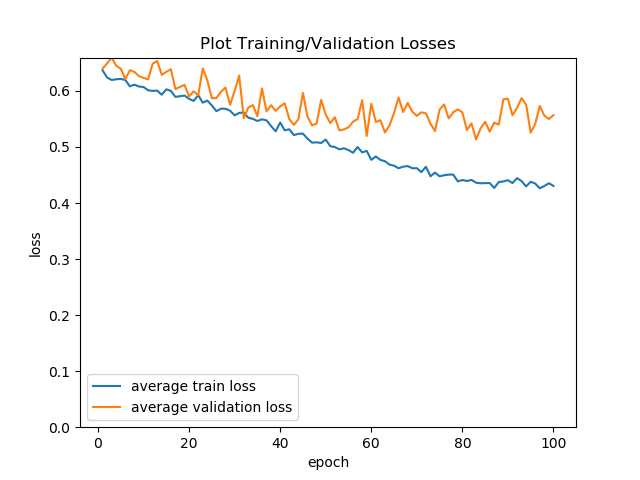 Plot Training/Validation Losses
0.6
0.5
0.4
0.3
0.2
0.1
0.0
loss
average train loss
average validation loss
0 20 40 60 80 100
epoch